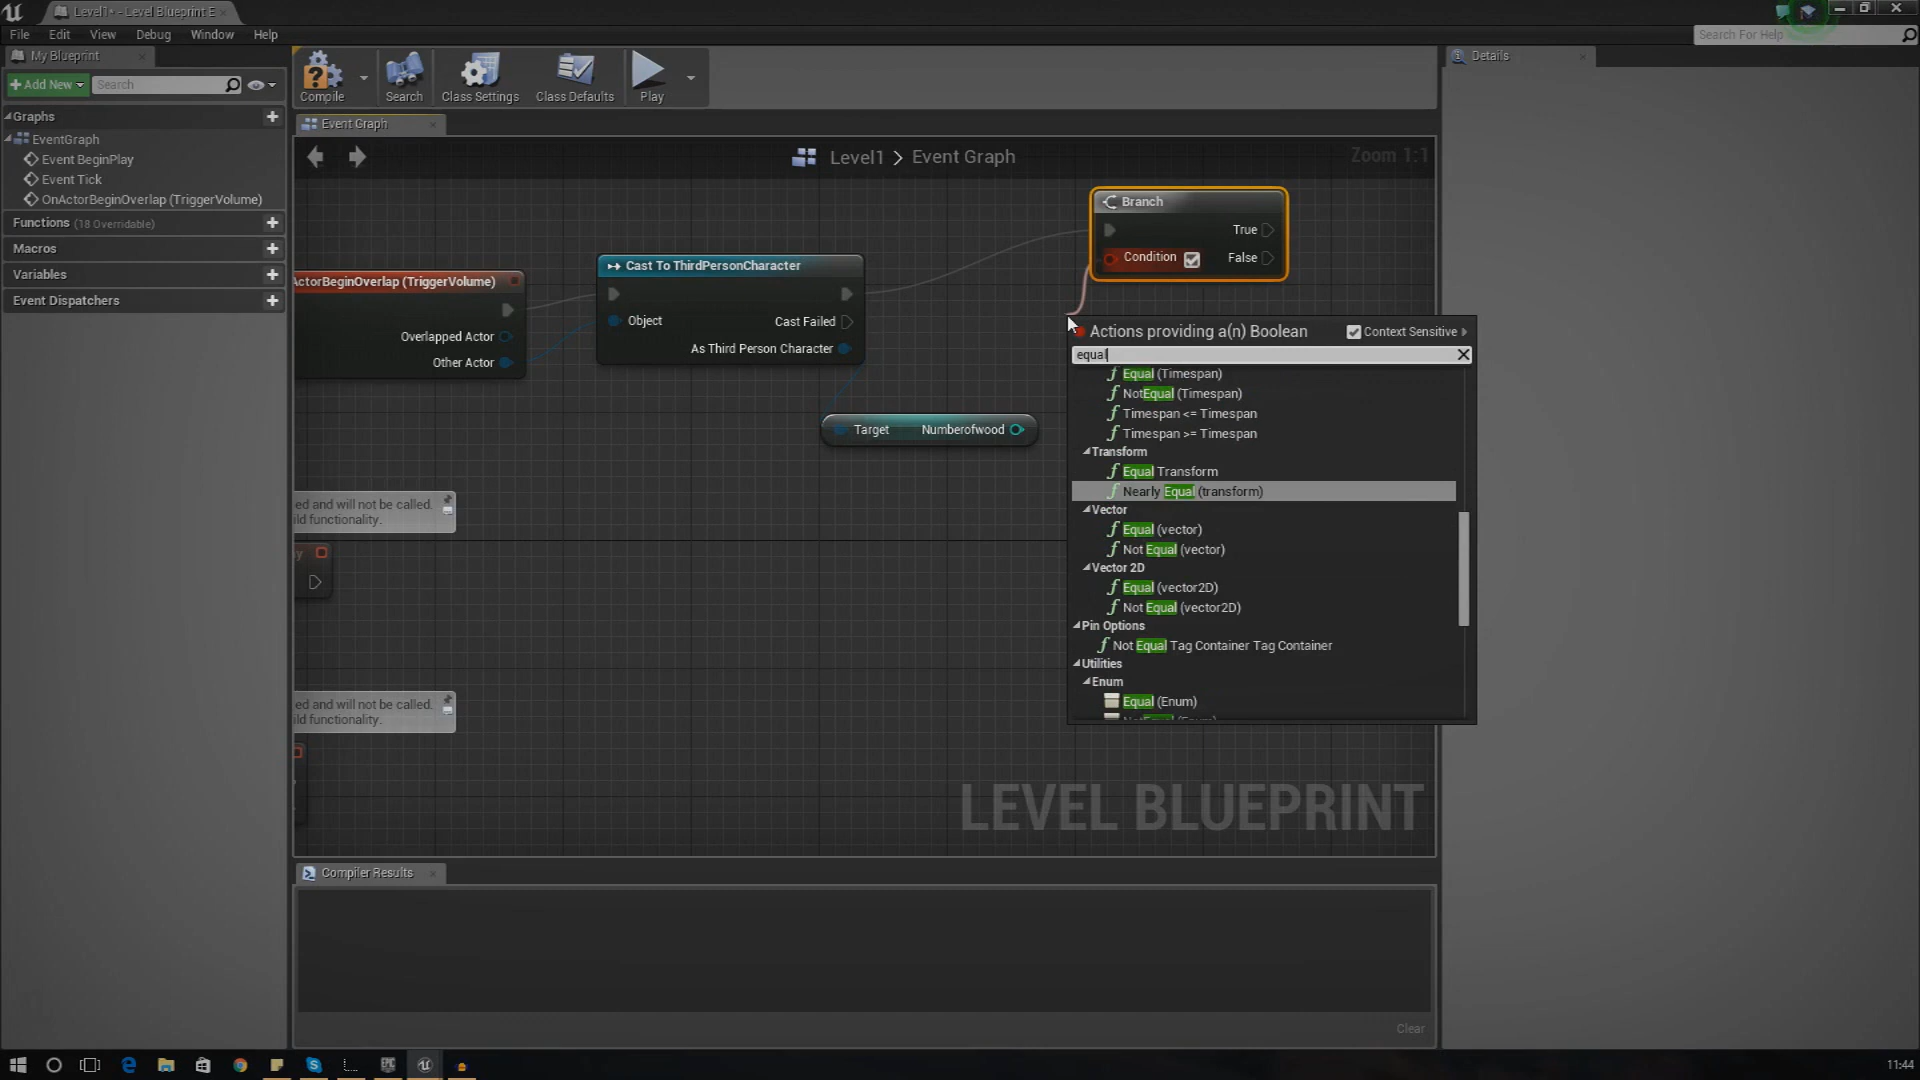 Level1* - Level Blueprint E
File Edit View Debug Window Help
Search For Help
My Blueprint
Add New
Search
Graphs
EventGraph
Event BeginPlay
Event Tick
OnActorBeginOverlap (TriggerVolume)
Functions (18 Overridable)
Macros
Variables
Event Dispatchers
Compile
Search
Class Settings
Class Defaults
Play
Event Graph
Level1 > Event Graph
Zoom 1:1
ActorBeginOverlap (TriggerVolume)
Overlapped Actor
Other Actor
Cast To ThirdPersonCharacter
Object
Cast Failed
As Third Person Character
Target Numberofwood
Branch
True
Condition
False
Actions providing a(n) Boolean
Context Sensitive
equal
Equal (Timespan)
NotEqual (Timespan)
Timespan <= Timespan
Timespan >= Timespan
Transform
Equal Transform
Nearly Equal (transform)
Vector
Equal (vector)
Not Equal (vector)
Vector 2D
Equal (vector2D)
Not Equal (vector2D)
Pin Options
Not Equal Tag Container Tag Container
Utilities
Enum
Equal (Enum)
NotEqual (Enum)
ed and will not be called.
ild functionality.
y
ed and will not be called.
ild functionality.
LEVEL BLUEPRINT
Compiler Results
Clear
Details
11:44